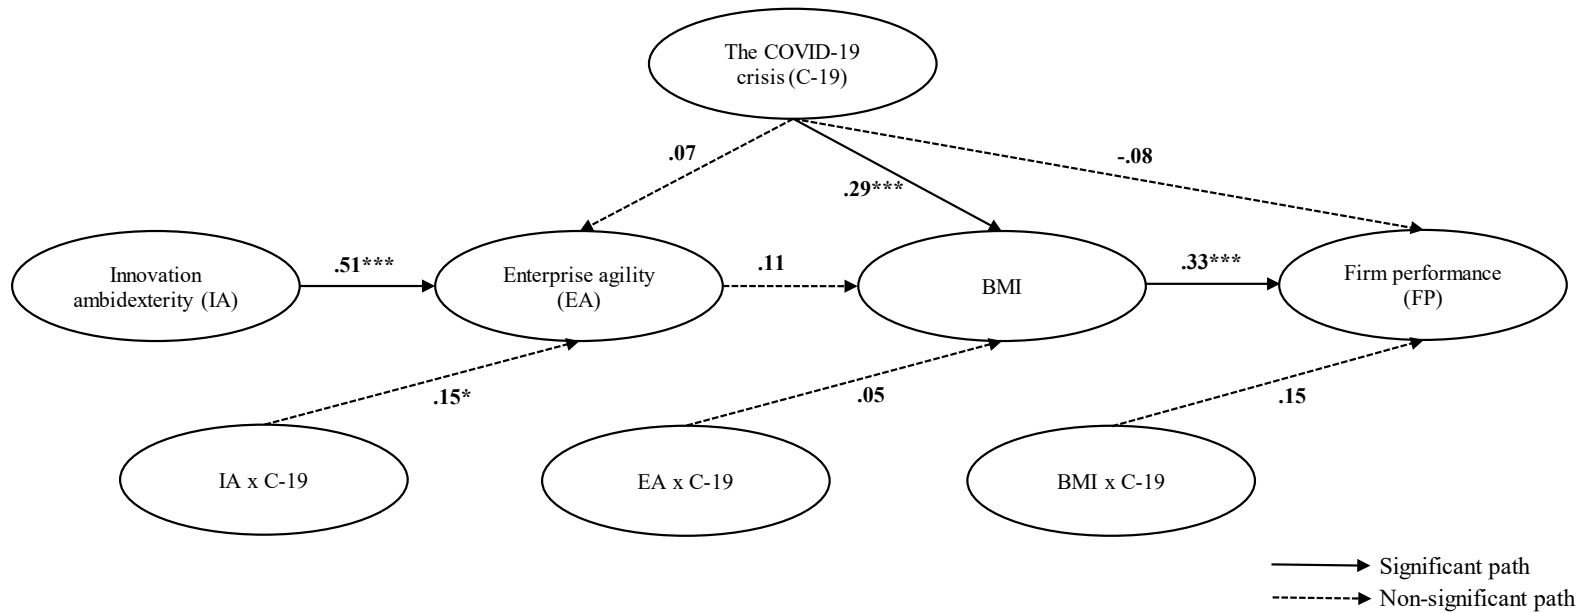 The COVID-19
crisis (C-19)
.07
-.08
.29***
Innovation
ambidexterity (IA)
.51***
Enterprise agility
(EA)
.11
BMI
.33***
Firm performance
(FP)
.15*
.05
.15
IA x C-19
EA x C-19
BMI x C-19
Significant path
Non-significant path